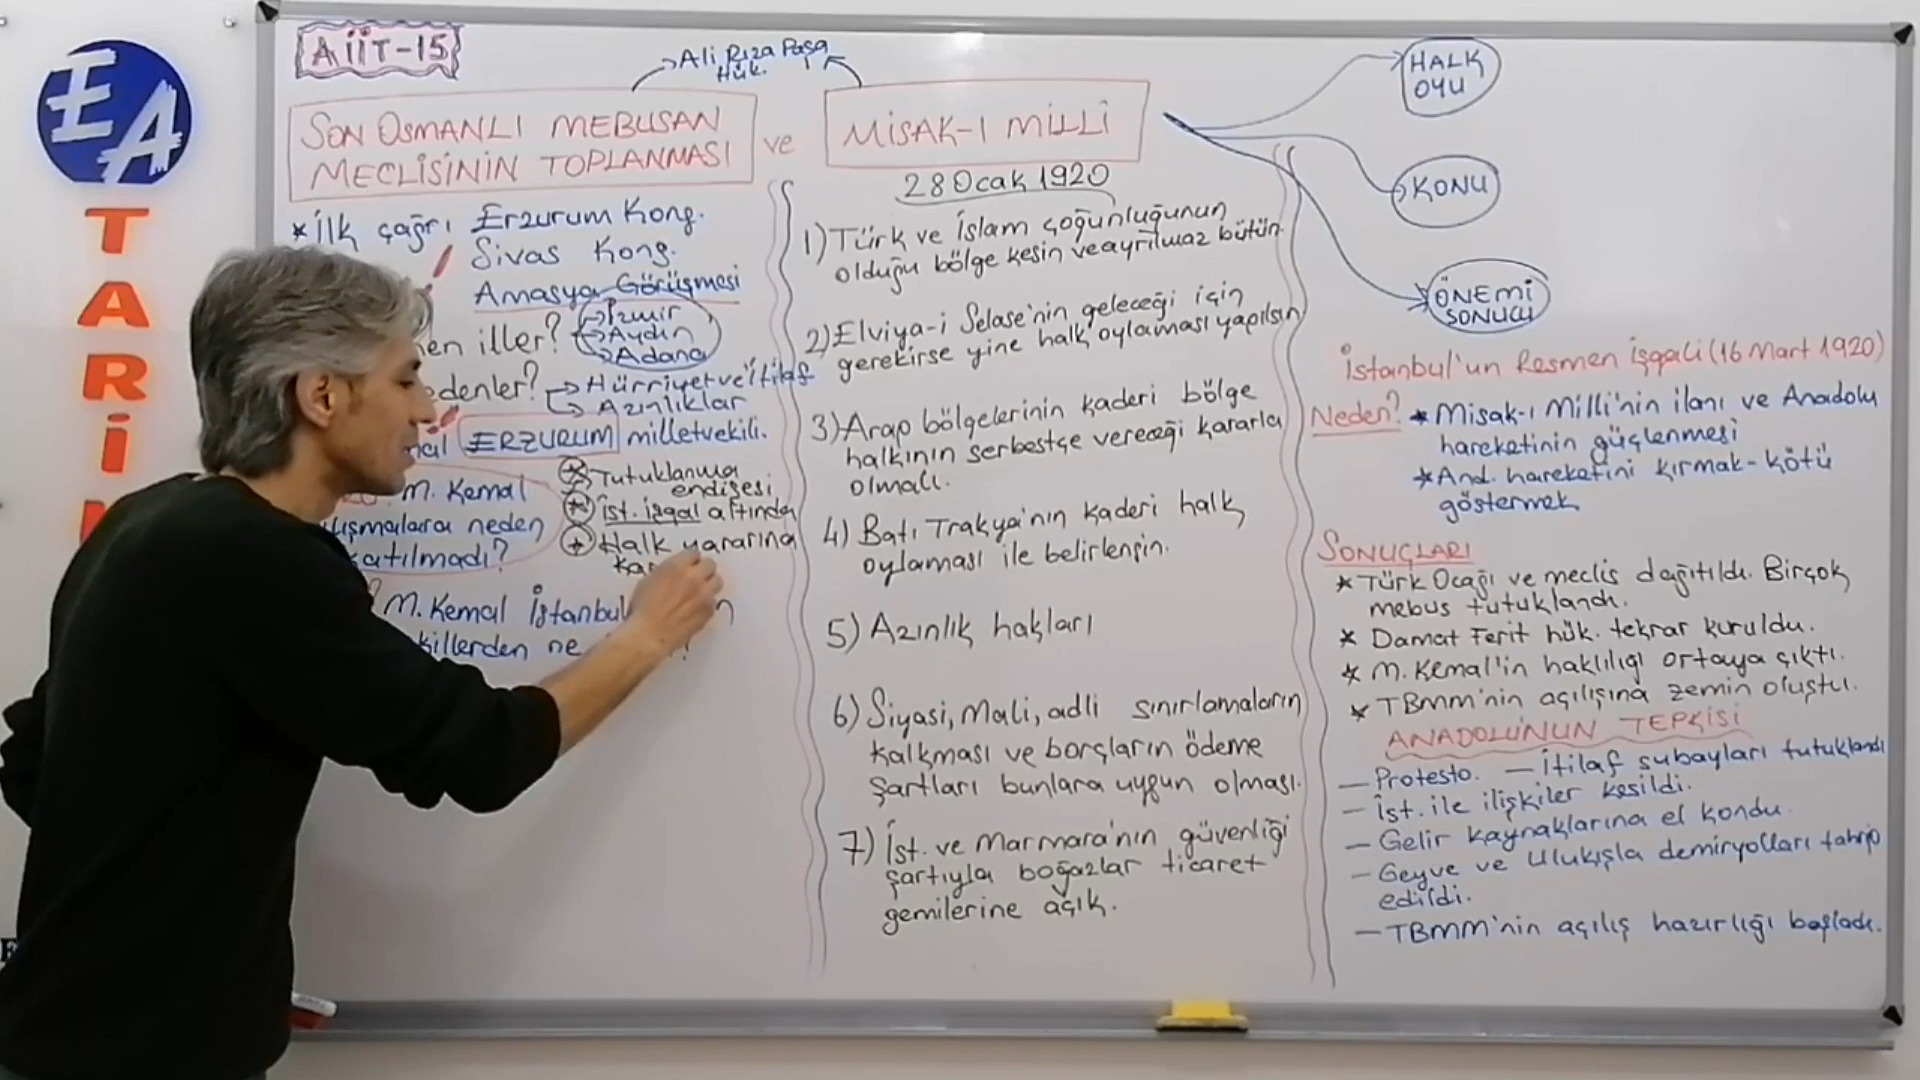 EA
TARİ
AİİT-15
Ali Rıza Paşa
Hük.
SON OSMANLI MEBUSAN
MECLİSİNİN TOPLANMASI
ve
MİSAK-I MİLLİ
28 Ocak 1920
* İlk çağrı Erzurum Kong.
Sivas Kong.
Amasya Görüşmesi
iller?
İzmir
Aydın
Adana
Hürriyet ve İtilaf
Azınlıklar
ERZURUM milletvekili.
M. Kemal
neden
* Tutuklanma
endişesi
* İst. işgal altında
* Halk yararına
M. Kemal
ne
1) Türk ve İslam çoğunluğunun
olduğu bölge kesin ve ayrılmaz bütün.
2) Elviya-i Selase'nin geleceği için
gerekirse yine halk oylaması yapılsın
3) Arap bölgelerinin kaderi bölge
halkının serbestçe vereceği kararla
olmalı.
4) Batı Trakya'nın kaderi halk
oylaması ile belirlensin.
5) Azınlık hakları
6) Siyasi, Mali, adli sınırlamaların
kalkması ve borçların ödeme
şartları bunlara uygun olması.
7) İst. ve Marmara'nın güvenliği
şartıyla boğazlar ticaret
gemilerine açık.
HALK
OYU
KONU
ÖNEMİ
SONUCU
İstanbul'un Resmen İşgali (16 Mart 1920)
Neden? * Misak-ı Milli'nin ilanı ve Anadolu
hareketinin güçlenmesi
* And. hareketini kırmak-kötü
göstermek
SONUÇLARI
* Türk Ocağı ve meclis dağıtıldı. Birçok
mebus tutuklandı.
* Damat Ferit hük. tekrar kuruldu.
* M. Kemal'in haklılığı ortaya çıktı.
* TBMM'nin açılışına zemin oluştu.
ANADOLU'NUN TEPKİSİ
— Protesto. — İtilaf subayları tutuklandı
— İst. ile ilişkiler kesildi.
— Gelir kaynaklarına el kondu.
— Geyve ve Ulukışla demiryolları tahrip
edildi.
— TBMM'nin açılış hazırlığı başladı.